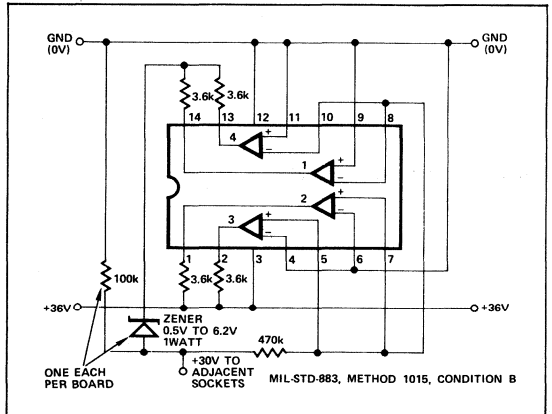 GND
(0V)
GND
(0V)
3.6k
3.6k
14
13
12
11
10
9
8
4
+
−
1
+
−
2
+
−
3
+
−
1
2
3
4
5
6
7
3.6k
3.6k
100k
+36V
+36V
ZENER
0.5V TO 6.2V
1WATT
470k
+30V TO
ADJACENT
SOCKETS
ONE EACH
PER BOARD
MIL-STD-883, METHOD 1015, CONDITION B